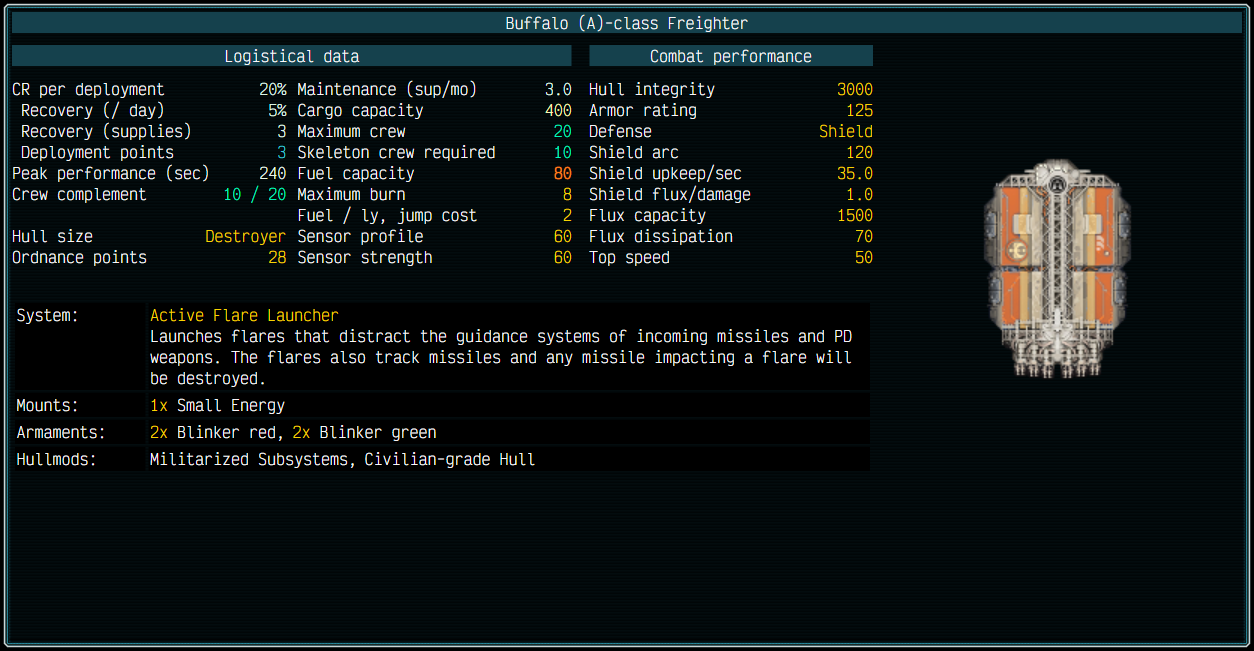 Buffalo (A)-class Freighter
Logistical data
Combat performance
CR per deployment 20% Maintenance (sup/mo) 3.0 Hull integrity 3000
Recovery (/ day) 5% Cargo capacity 400 Armor rating 125
Recovery (supplies) 3 Maximum crew 20 Defense Shield
Deployment points 3 Skeleton crew required 10 Shield arc 120
Peak performance (sec) 240 Fuel capacity 80 Shield upkeep/sec 35.0
Crew complement 10 / 20 Maximum burn 8 Shield flux/damage 1.0
Fuel / ly, jump cost 2 Flux capacity 1500
Hull size Destroyer Sensor profile 60 Flux dissipation 70
Ordnance points 28 Sensor strength 60 Top speed 50
System: Active Flare Launcher
Launches flares that distract the guidance systems of incoming missiles and PD
weapons. The flares also track missiles and any missile impacting a flare will
be destroyed.
Mounts: 1x Small Energy
Armaments: 2x Blinker red, 2x Blinker green
Hullmods: Militarized Subsystems, Civilian-grade Hull